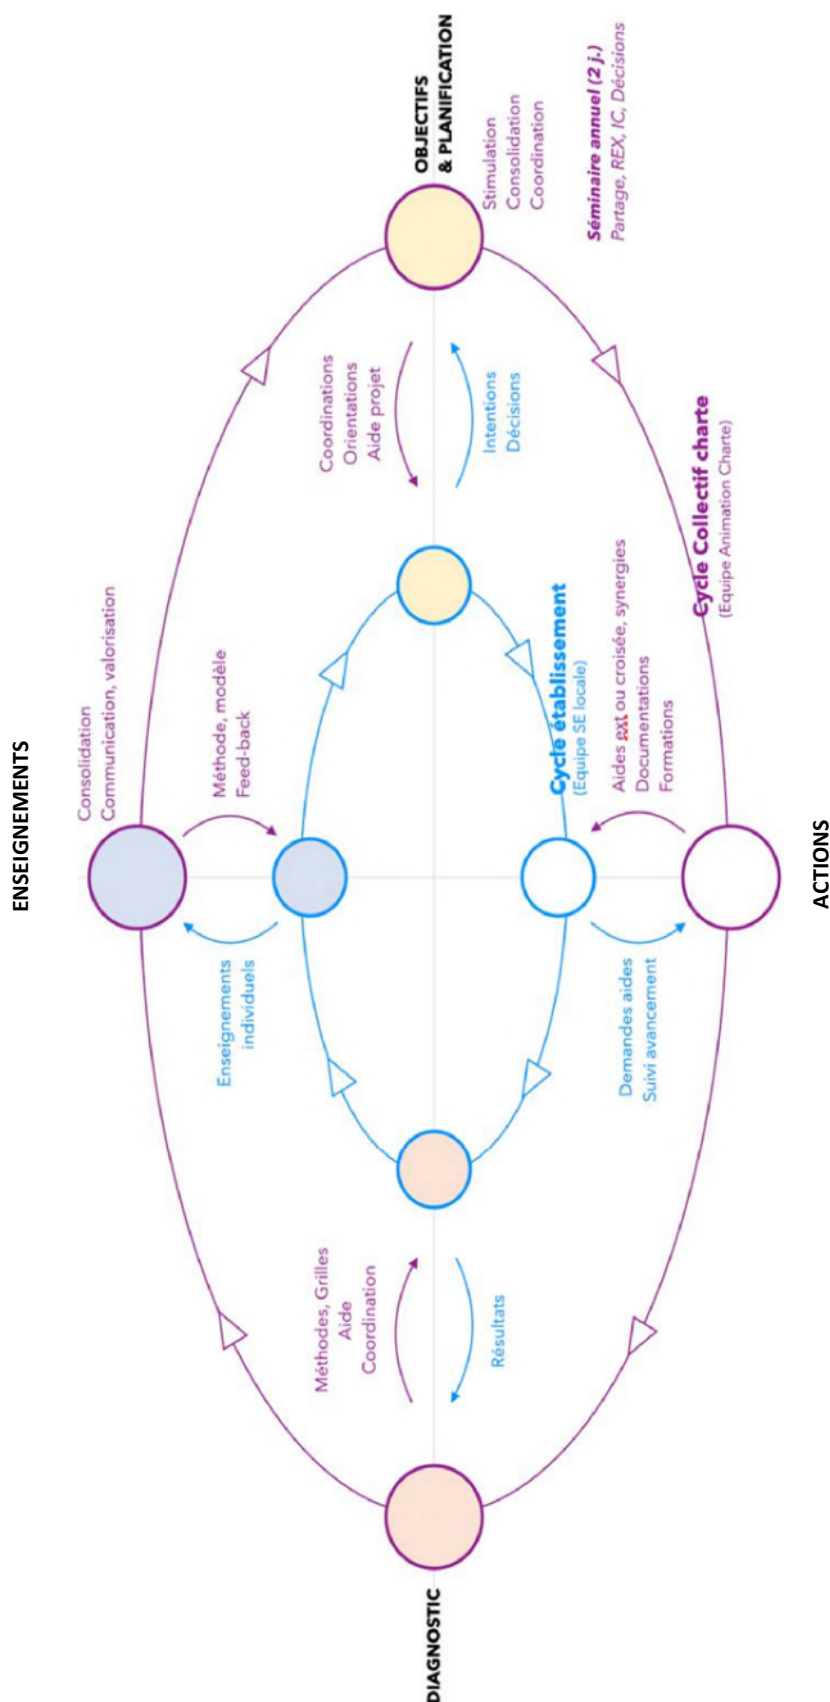 OBJECTIFS
& PLANIFICATION
Stimulation
Consolidation
Coordination
Séminaire annuel (2 j.)
Partage, REX, IC, Décisions
Coordinations
Orientations
Aide projet
Intentions
Décisions
ENSEIGNEMENTS
Consolidation
Communication, valorisation
Méthode, modèle
Feed-back
Enseignements
individuels
Cycle établissement
(Equipe SE locale)
Aides ext ou croisée, synergies
Documentations
Formations
Cycle Collectif charte
(Equipe Animation Charte)
ACTIONS
Demandes aides
Suivi avancement
Méthodes, Grilles
Aide
Coordination
Résultats
DIAGNOSTIC